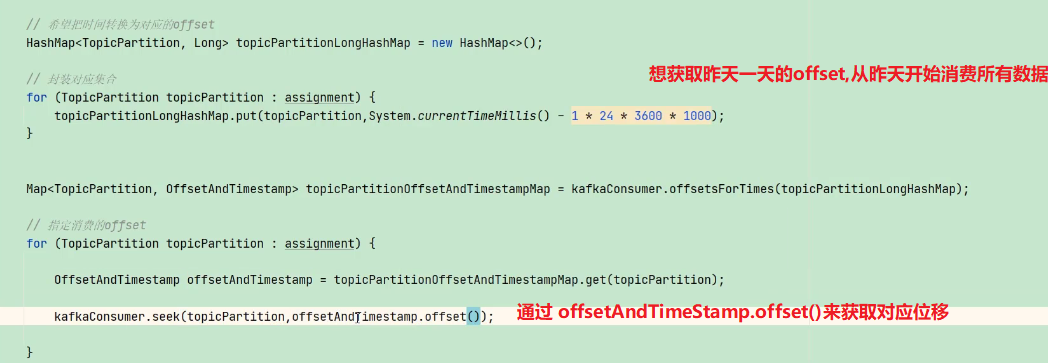 // 希望把时间转换为对应的offset
HashMap<TopicPartition, Long> topicPartitionLongHashMap = new HashMap<>();
// 封装对应集合
想获取昨天一天的offset,从昨天开始消费所有数据
for (TopicPartition topicPartition : assignment) {
topicPartitionLongHashMap.put(topicPartition,System.currentTimeMillis() - 1 * 24 * 3600 * 1000);
}
Map<TopicPartition, OffsetAndTimestamp> topicPartitionOffsetAndTimestampMap = kafkaConsumer.offsetsForTimes(topicPartitionLongHashMap);
// 指定消费的offset
for (TopicPartition topicPartition : assignment) {
OffsetAndTimestamp offsetAndTimestamp = topicPartitionOffsetAndTimestampMap.get(topicPartition);
kafkaConsumer.seek(topicPartition,offsetAndTimestamp.offset()); 通过 offsetAndTimeStamp.offset()来获取对应位移
}